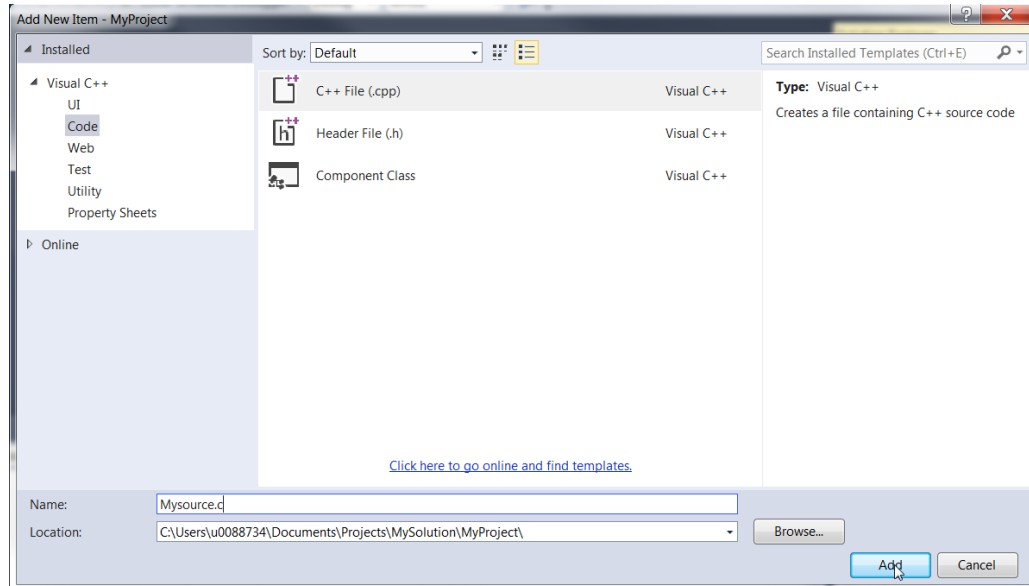 Add New Item - MyProject
Installed
Visual C++
UI
Code
Web
Test
Utility
Property Sheets
Online
Sort by: Default
C++ File (.cpp) Visual C++
Header File (.h) Visual C++
Component Class Visual C++
Click here to go online and find templates.
Search Installed Templates (Ctrl+E)
Type: Visual C++
Creates a file containing C++ source code
Name: Mysource.c
Location: C:\Users\u0088734\Documents\Projects\MySolution\MyProject\
Browse...
Add Cancel